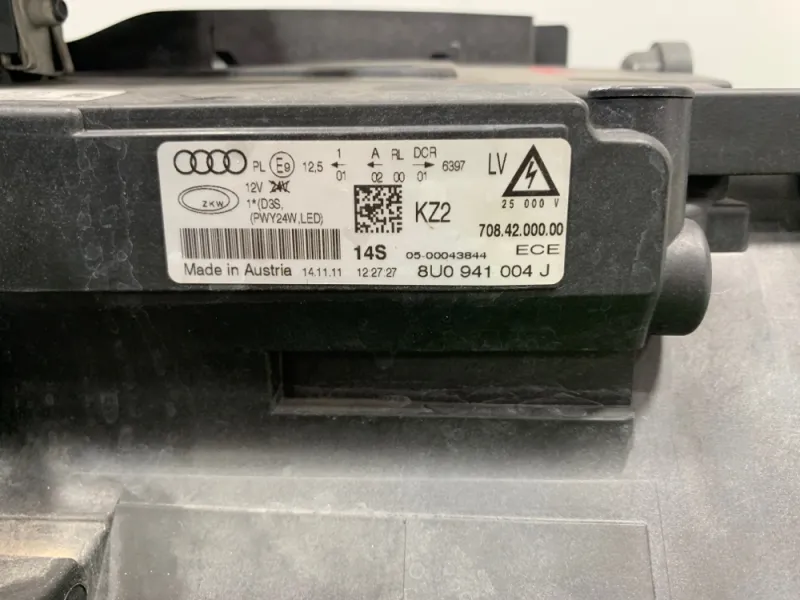 PL E9 12,5 1 A RL DCR 6397 LV
01 02 00 01
12V 24V
ZKW 1*(D3S, KZ2 25 000 V
(PWY24W,LED) 708.42.000.00
14S 05-00043844 ECE
Made in Austria 14.11.11 12:27:27 8U0 941 004 J